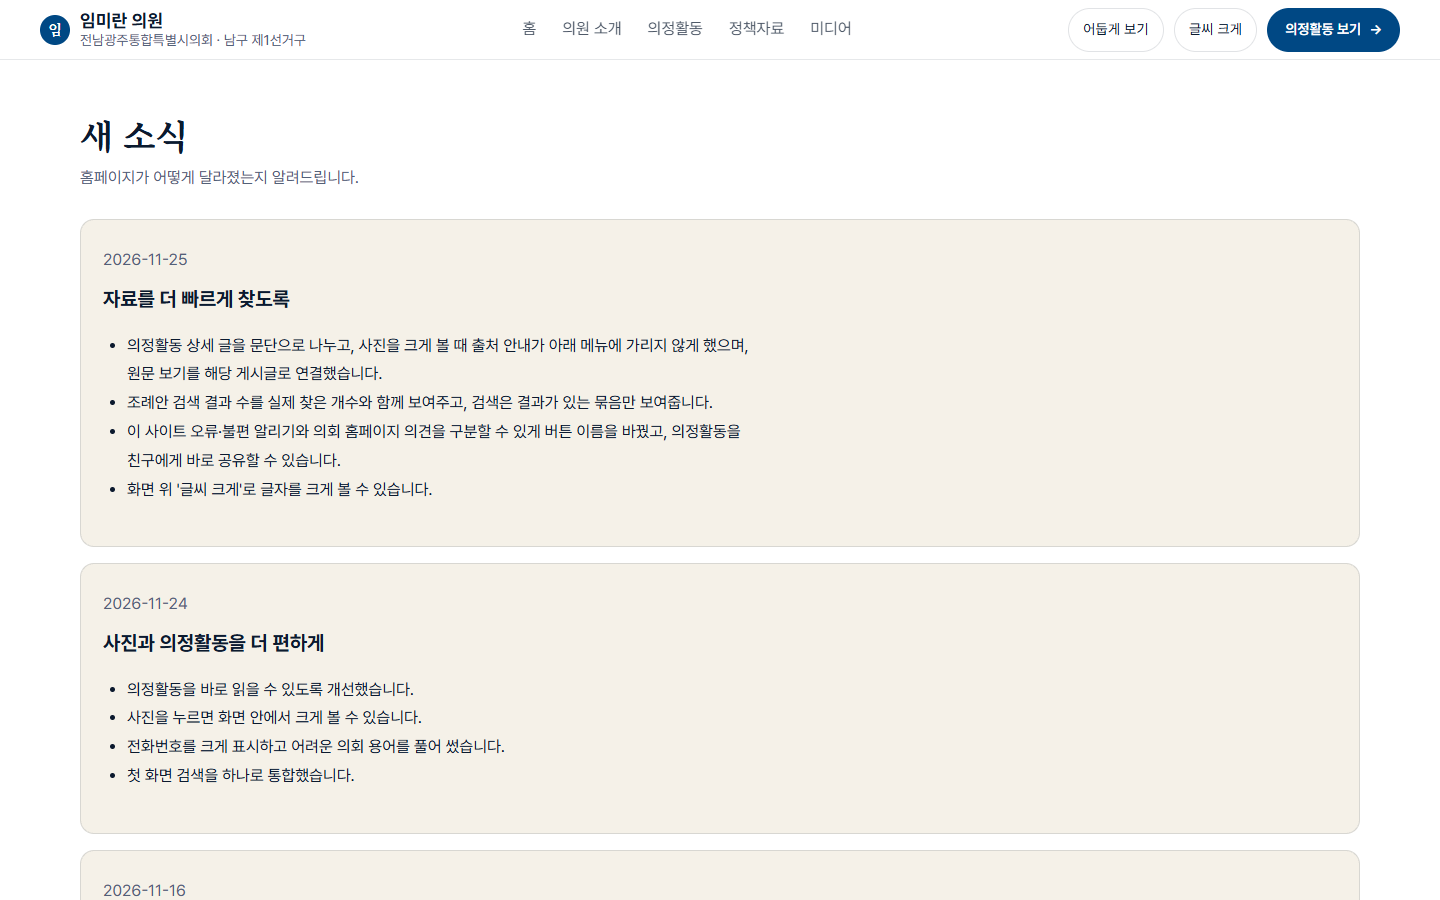 임
임미란 의원
전남광주통합특별시의회 · 남구 제1선거구
홈
의원 소개
의정활동
정책자료
미디어
어둡게 보기
글씨 크게
의정활동 보기 →
새 소식
홈페이지가 어떻게 달라졌는지 알려드립니다.
2026-11-25
자료를 더 빠르게 찾도록
• 의정활동 상세 글을 문단으로 나누고, 사진을 크게 볼 때 출처 안내가 아래 메뉴에 가리지 않게 했으며,
원문 보기를 해당 게시글로 연결했습니다.
• 조례안 검색 결과 수를 실제 찾은 개수와 함께 보여주고, 검색은 결과가 있는 묶음만 보여줍니다.
• 이 사이트 오류·불편 알리기와 의회 홈페이지 의견을 구분할 수 있게 버튼 이름을 바꿨고, 의정활동을
친구에게 바로 공유할 수 있습니다.
• 화면 위 '글씨 크게'로 글자를 크게 볼 수 있습니다.
2026-11-24
사진과 의정활동을 더 편하게
• 의정활동을 바로 읽을 수 있도록 개선했습니다.
• 사진을 누르면 화면 안에서 크게 볼 수 있습니다.
• 전화번호를 크게 표시하고 어려운 의회 용어를 풀어 썼습니다.
• 첫 화면 검색을 하나로 통합했습니다.
2026-11-16